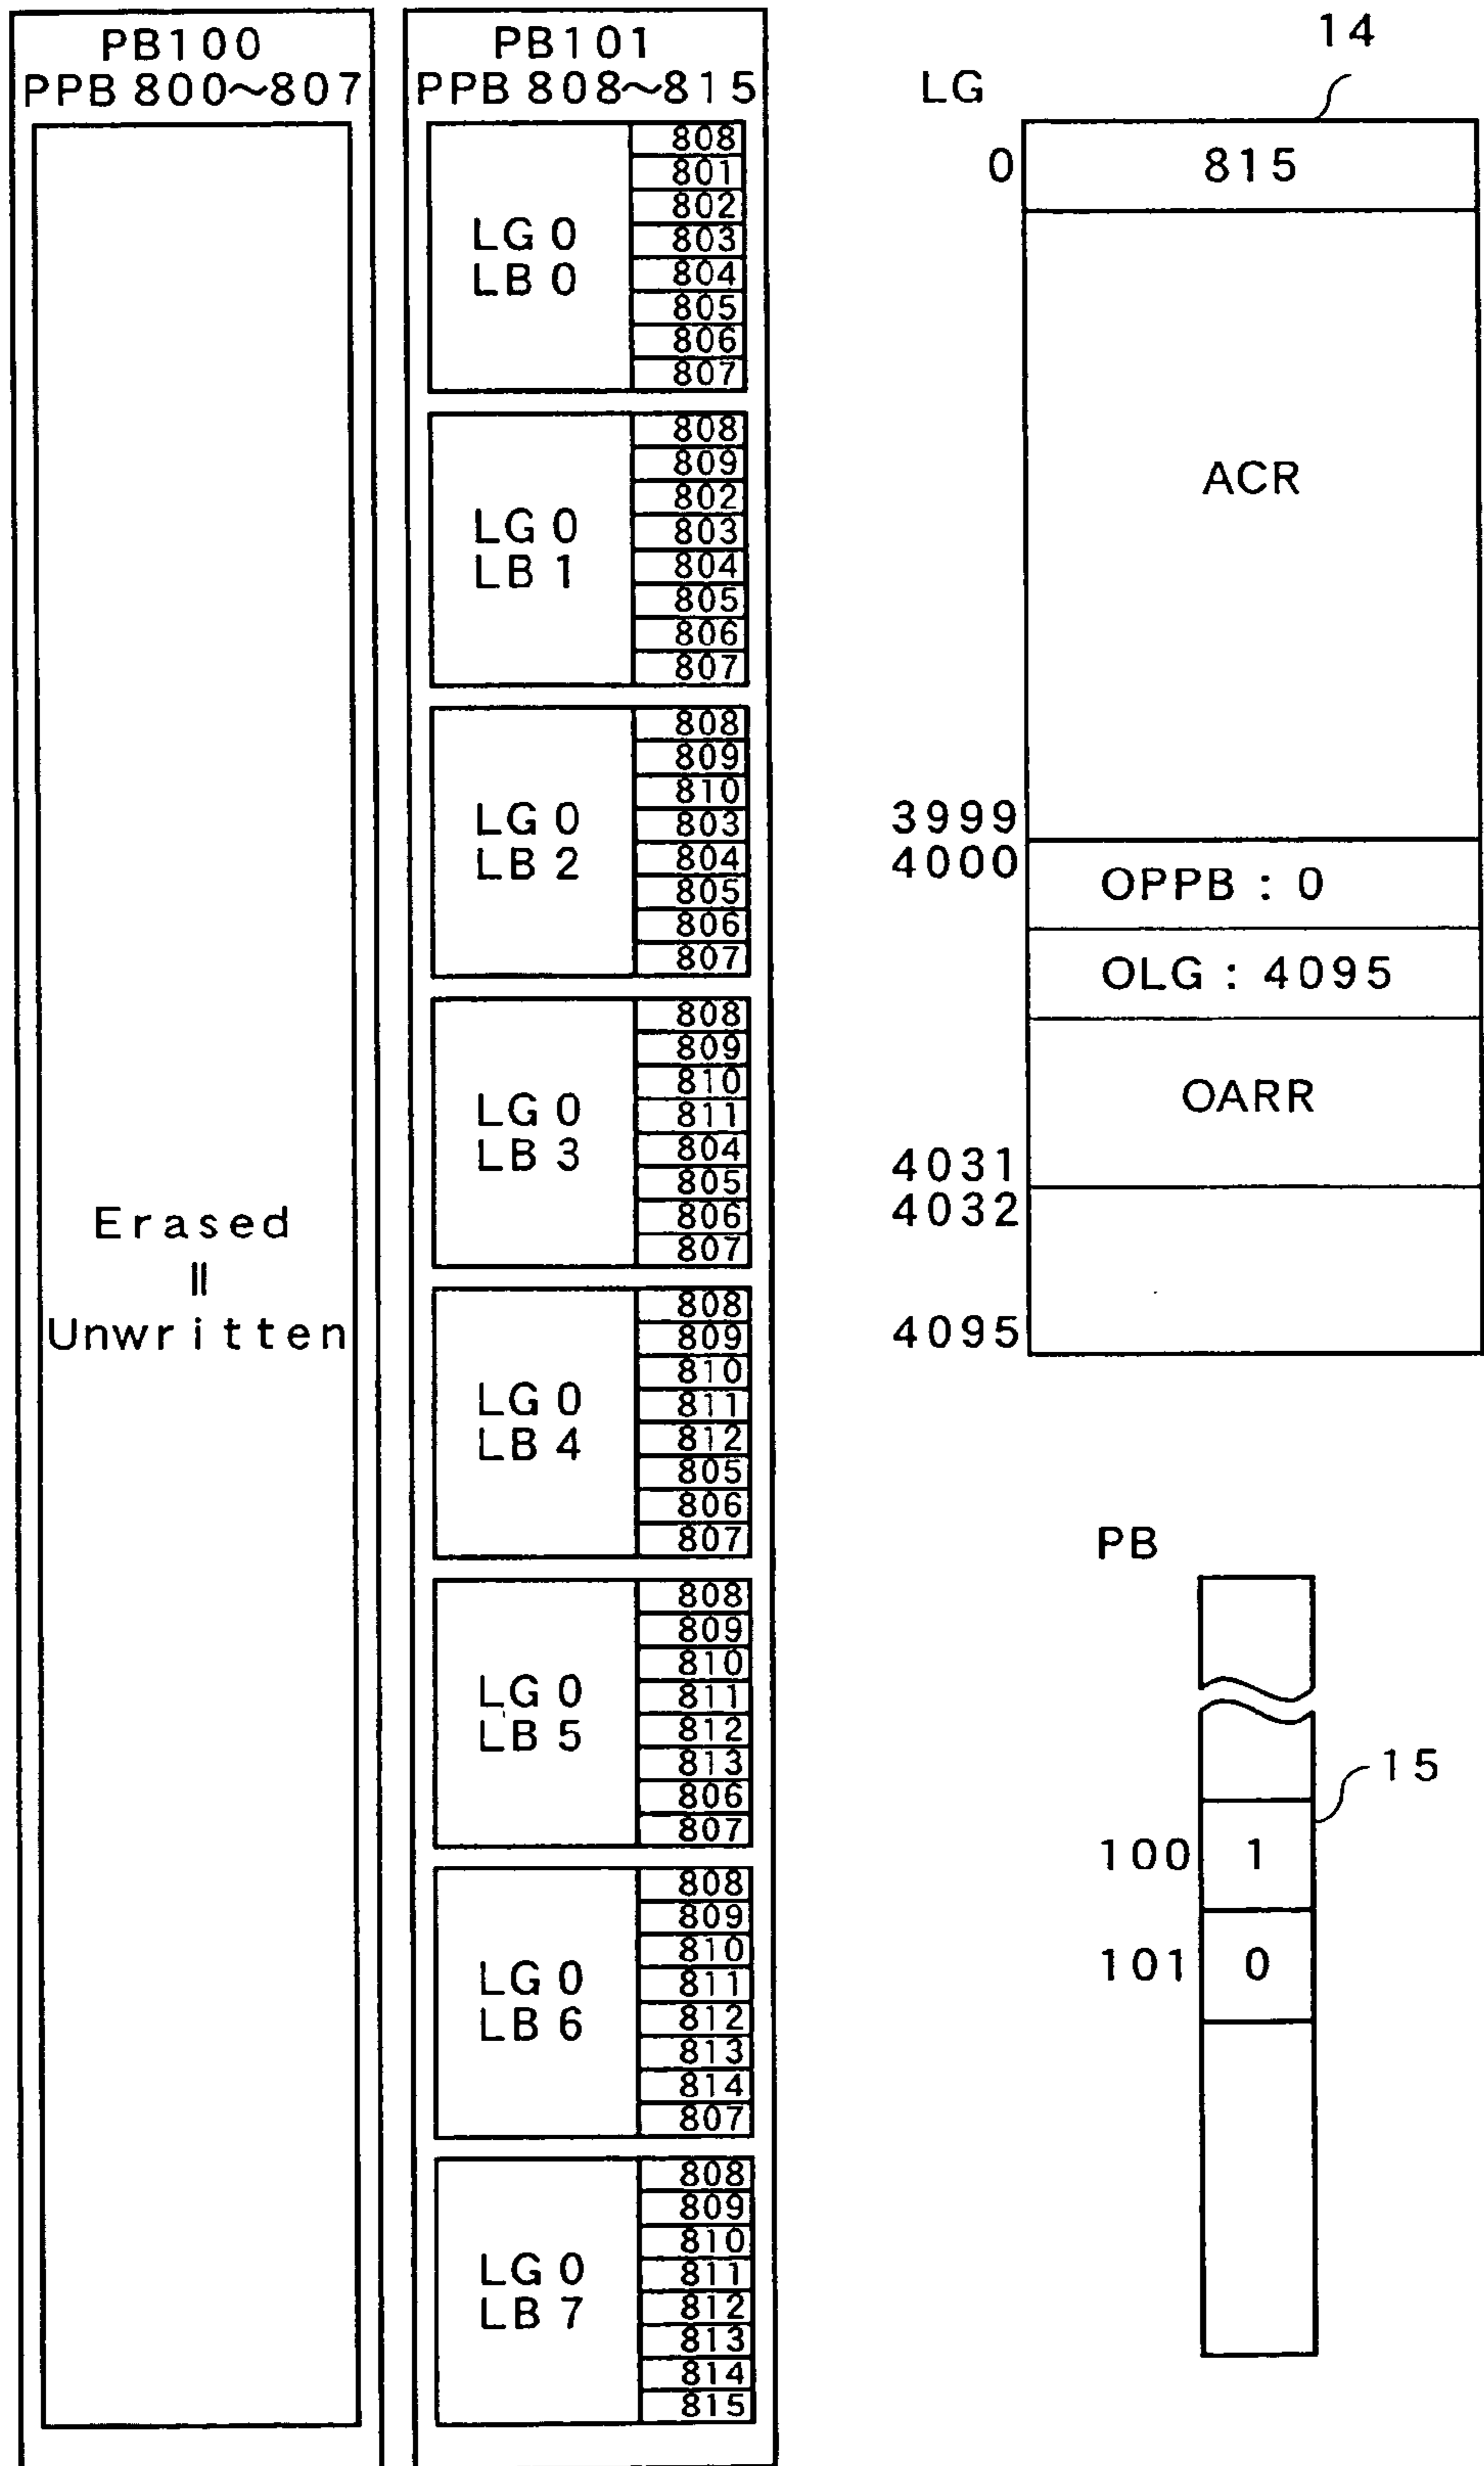 PB100
PPB 800~807
Erased
=
Unwritten
PB101
PPB 808~815
LG 0
LB 0
808
801
802
803
804
805
806
807
LG 0
LB 1
808
809
802
803
804
805
806
807
LG 0
LB 2
808
809
810
803
804
805
806
807
LG 0
LB 3
808
809
810
811
804
805
806
807
LG 0
LB 4
808
809
810
811
812
805
806
807
LG 0
LB 5
808
809
810
811
812
813
806
807
LG 0
LB 6
808
809
810
811
812
813
814
807
LG 0
LB 7
808
809
810
811
812
813
814
815
14
LG
0
815
ACR
3999
4000
OPPB : 0
OLG : 4095
OARR
4031
4032
4095
PB
15
100
1
101
0